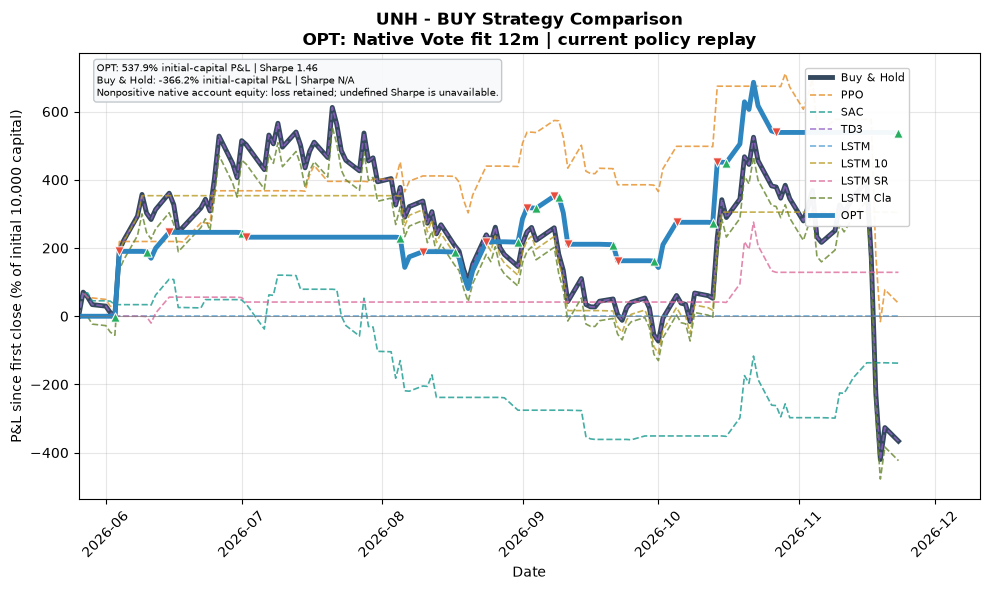 UNH - BUY Strategy Comparison
OPT: Native Vote fit 12m | current policy replay
OPT: 537.9% initial-capital P&L | Sharpe 1.46
Buy & Hold: -366.2% initial-capital P&L | Sharpe N/A
Nonpositive native account equity: loss retained; undefined Sharpe is unavailable.
Buy & Hold
PPO
SAC
TD3
LSTM
LSTM 10
LSTM SR
LSTM Cla
OPT
P&L since first close (% of initial 10,000 capital)
600
400
200
0
−200
−400
2026-06
2026-07
2026-08
2026-09
2026-10
2026-11
2026-12
Date